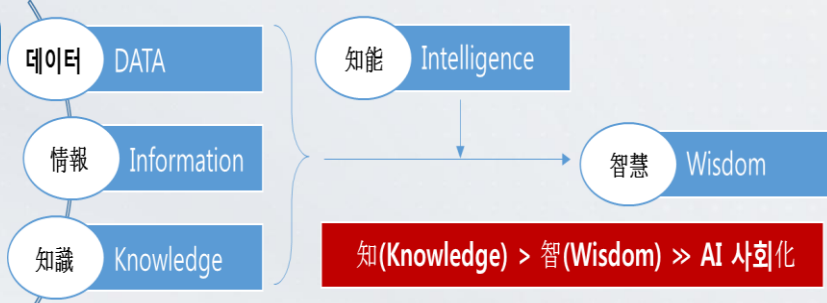 데이터 DATA
知能 Intelligence
情報 Information
智慧 Wisdom
知識 Knowledge
知(Knowledge) > 智(Wisdom) ≫ AI 사회化